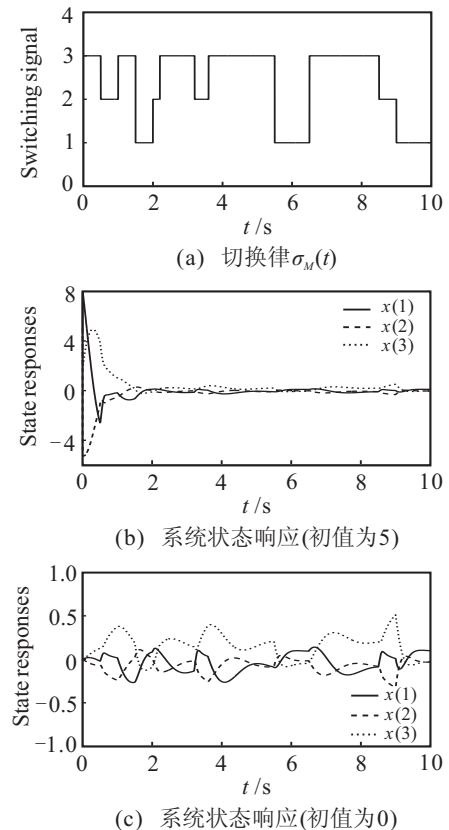 4
3
2
1
0
Switching signal
0 2 4 6 8 10
t /s
(a) 切换律σM(t)
8
4
0
−4
State responses
x(1)
x(2)
x(3)
0 2 4 6 8 10
t /s
(b) 系统状态响应(初值为5)
1.0
0.5
0
−0.5
−1.0
State responses
x(1)
x(2)
x(3)
0 2 4 6 8 10
t /s
(c) 系统状态响应(初值为0)